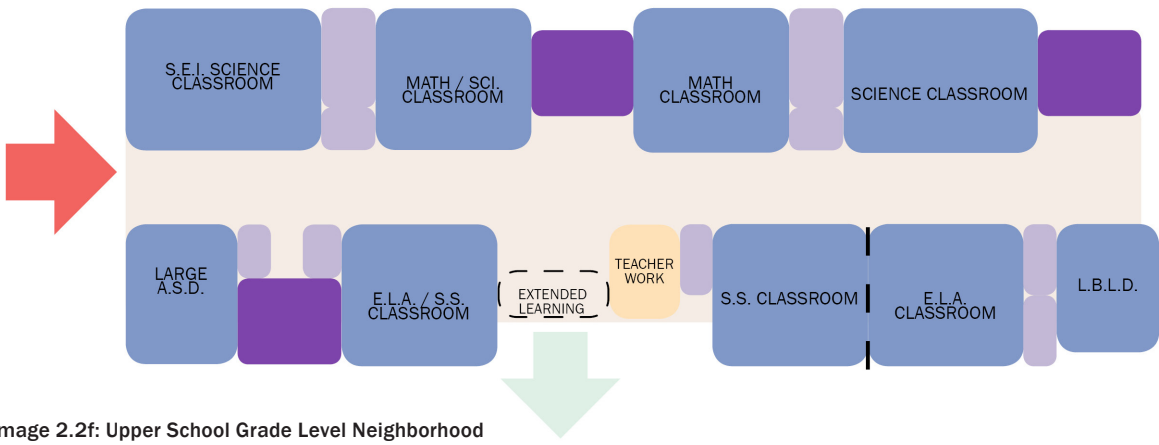 S.E.I. SCIENCE
CLASSROOM
MATH / SCI.
CLASSROOM
MATH
CLASSROOM
SCIENCE CLASSROOM
LARGE
A.S.D.
E.L.A. / S.S.
CLASSROOM
EXTENDED
LEARNING
TEACHER
WORK
S.S. CLASSROOM
E.L.A.
CLASSROOM
L.B.L.D.
mage 2.2f: Upper School Grade Level Neighborhood